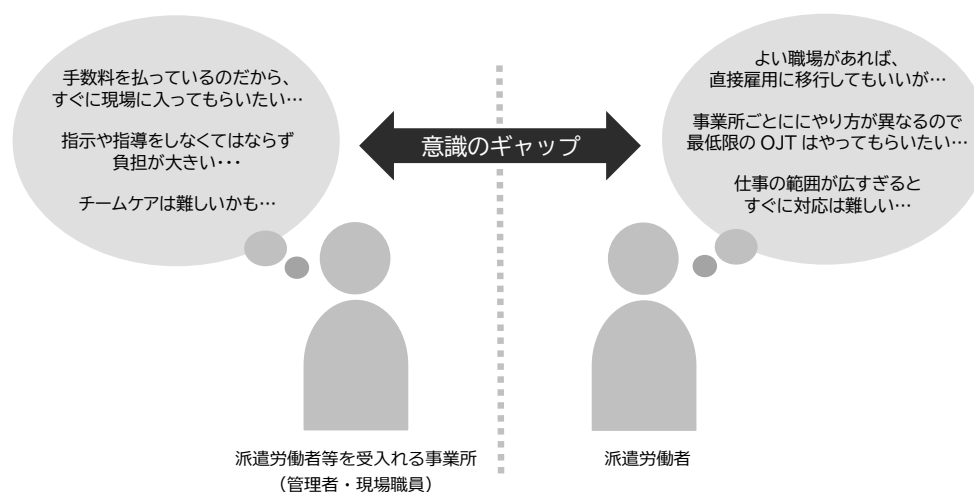 手数料を払っているのだから、
すぐに現場に入ってもらいたい…
指示や指導をしなくてはならず
負担が大きい・・・
チームケアは難しいかも…
意識のギャップ
よい職場があれば、
直接雇用に移行してもいいが…
事業所ごとににやり方が異なるので
最低限の OJT はやってもらいたい…
仕事の範囲が広すぎると
すぐに対応は難しい…
派遣労働者等を受入れる事業所
（管理者・現場職員）
派遣労働者